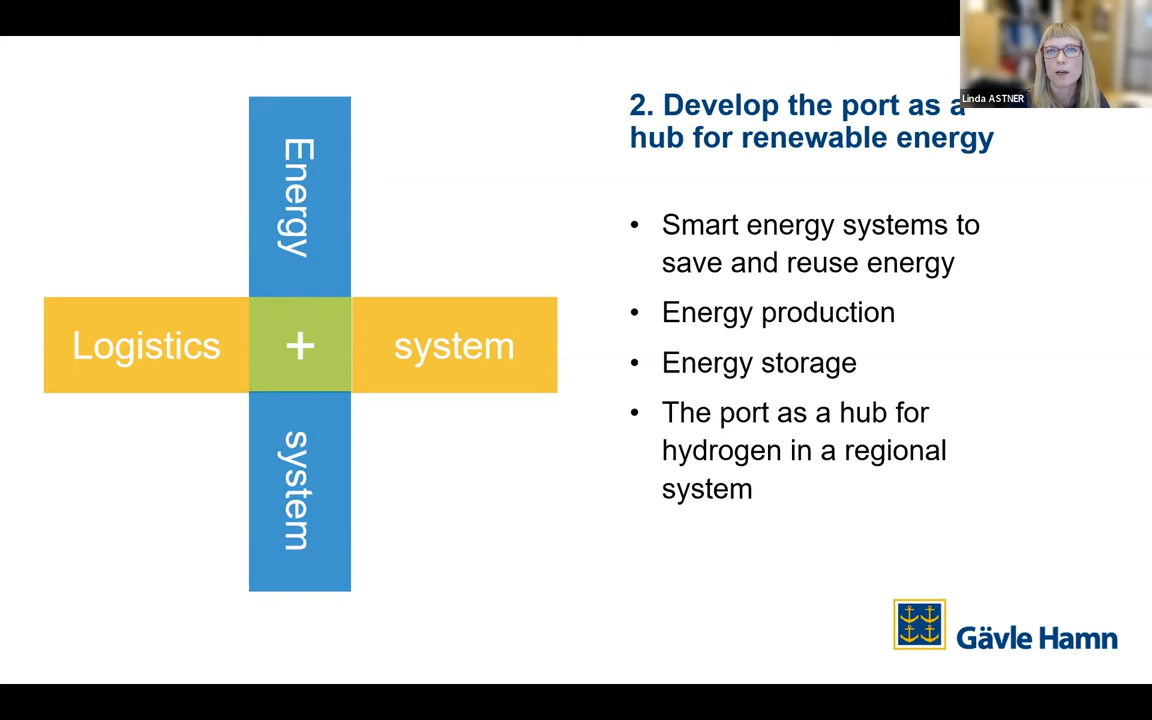 Linda ASTNER
2. Develop the port as a
hub for renewable energy
Energy
Logistics + system
system
• Smart energy systems to
save and reuse energy
• Energy production
• Energy storage
• The port as a hub for
hydrogen in a regional
system
Gävle Hamn